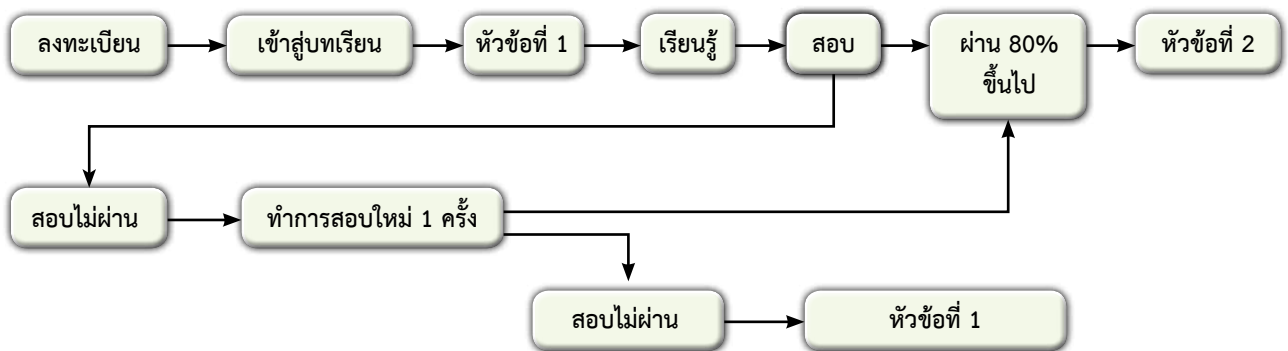 ลงทะเบียน
เข้าสู่บทเรียน
หัวข้อที่ 1
เรียนรู้
สอบ
ผ่าน 80%
ขึ้นไป
หัวข้อที่ 2
สอบไม่ผ่าน
ทำการสอบใหม่ 1 ครั้ง
สอบไม่ผ่าน
หัวข้อที่ 1